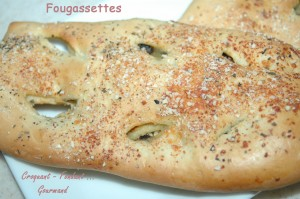 Fougassettes
Croquant - Fondant ...
Gourmand